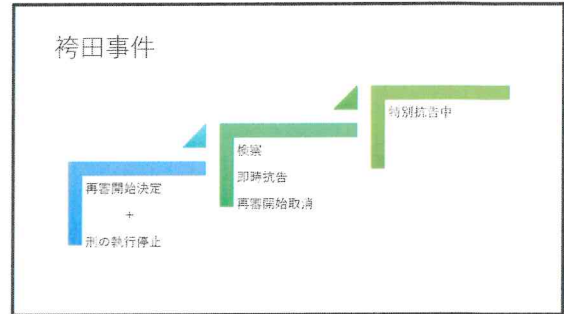 袴田事件
再審開始決定
+
刑の執行停止
検察
即時抗告
再審開始取消
特別抗告中